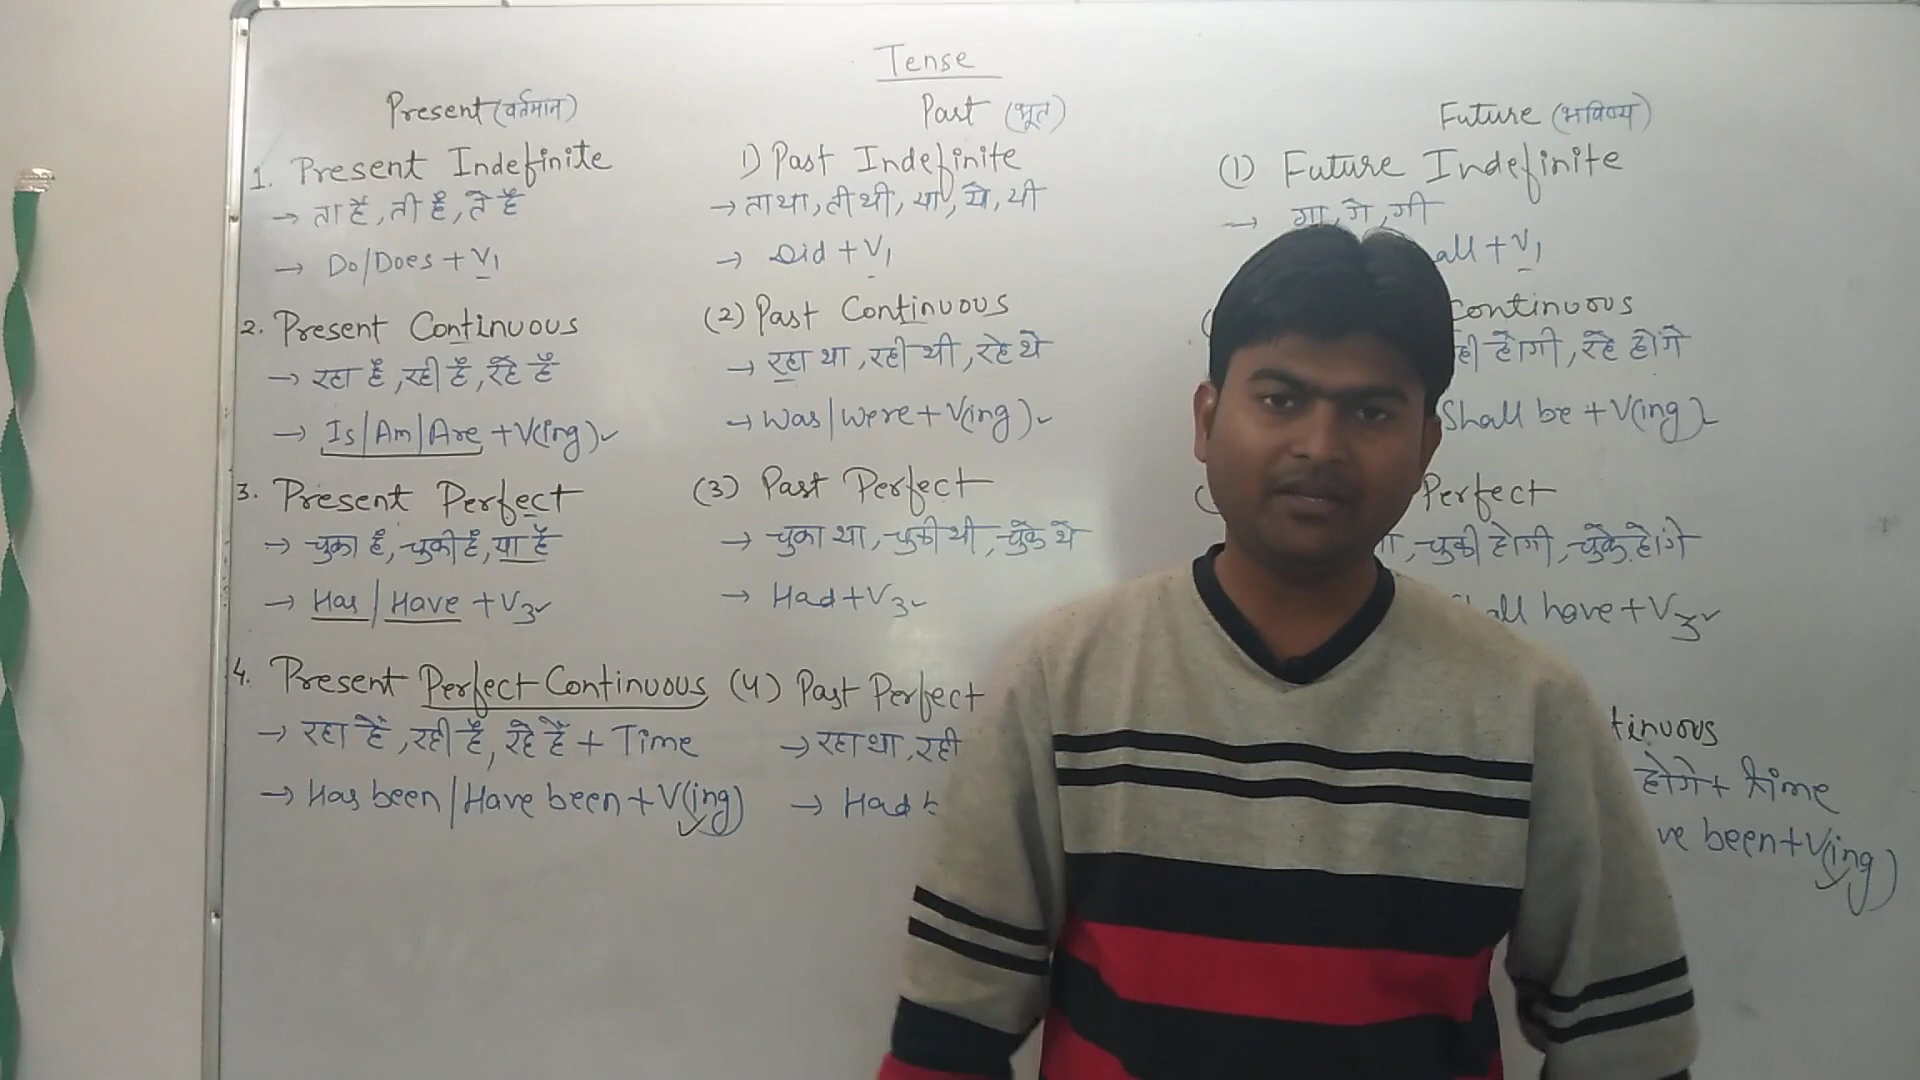 Tense
Present (वर्तमान)
1. Present Indefinite
→ ता है, ती है, ते है
→ Do/Does + V1
2. Present Continuous
→ रहा है, रही है, रहे है
→ Is/Am/Are + V(ing)
3. Present Perfect
→ चुका है, चुकी है, या है
→ Has/Have + V3
4. Present Perfect Continuous
→ रहा है, रही है, रहे है + Time
→ Has been/Have been + V(ing)
Past (भूत)
1) Past Indefinite
→ ता था, ती थी, था, थे, थी
→ Did + V1
(2) Past Continuous
→ रहा था, रही थी, रहे थे
→ Was/Were + V(ing)
(3) Past Perfect
→ चुका था, चुकी थी, चुके थे
→ Had + V3
(4) Past Perfect
→ रहा था, रही
→ Had
Future (भविष्य)
(1) Future Indefinite
→ गा, गे, गी
+ V1
Continuous
होगी, रहे होंगे
Shall be + V(ing)
Perfect
, चुकी होगी, चुके होंगे
have + V3
होगे + time
been + V(ing)